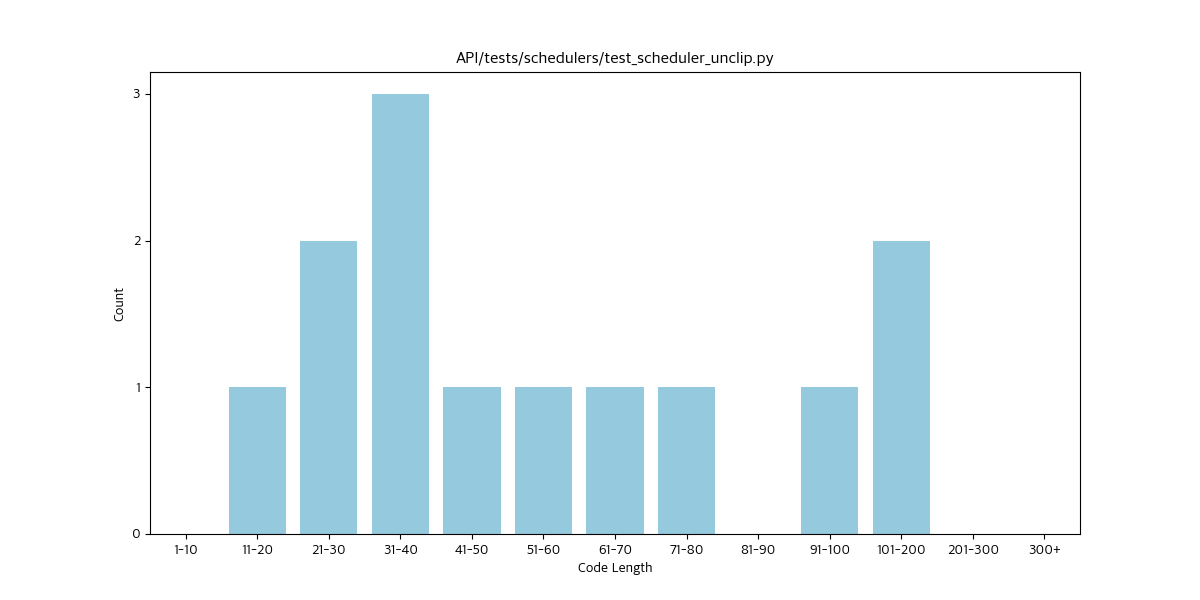 API/tests/schedulers/test_scheduler_unclip.py
3
2
1
0
Count
1-10 11-20 21-30 31-40 41-50 51-60 61-70 71-80 81-90 91-100 101-200 201-300 300+
Code Length